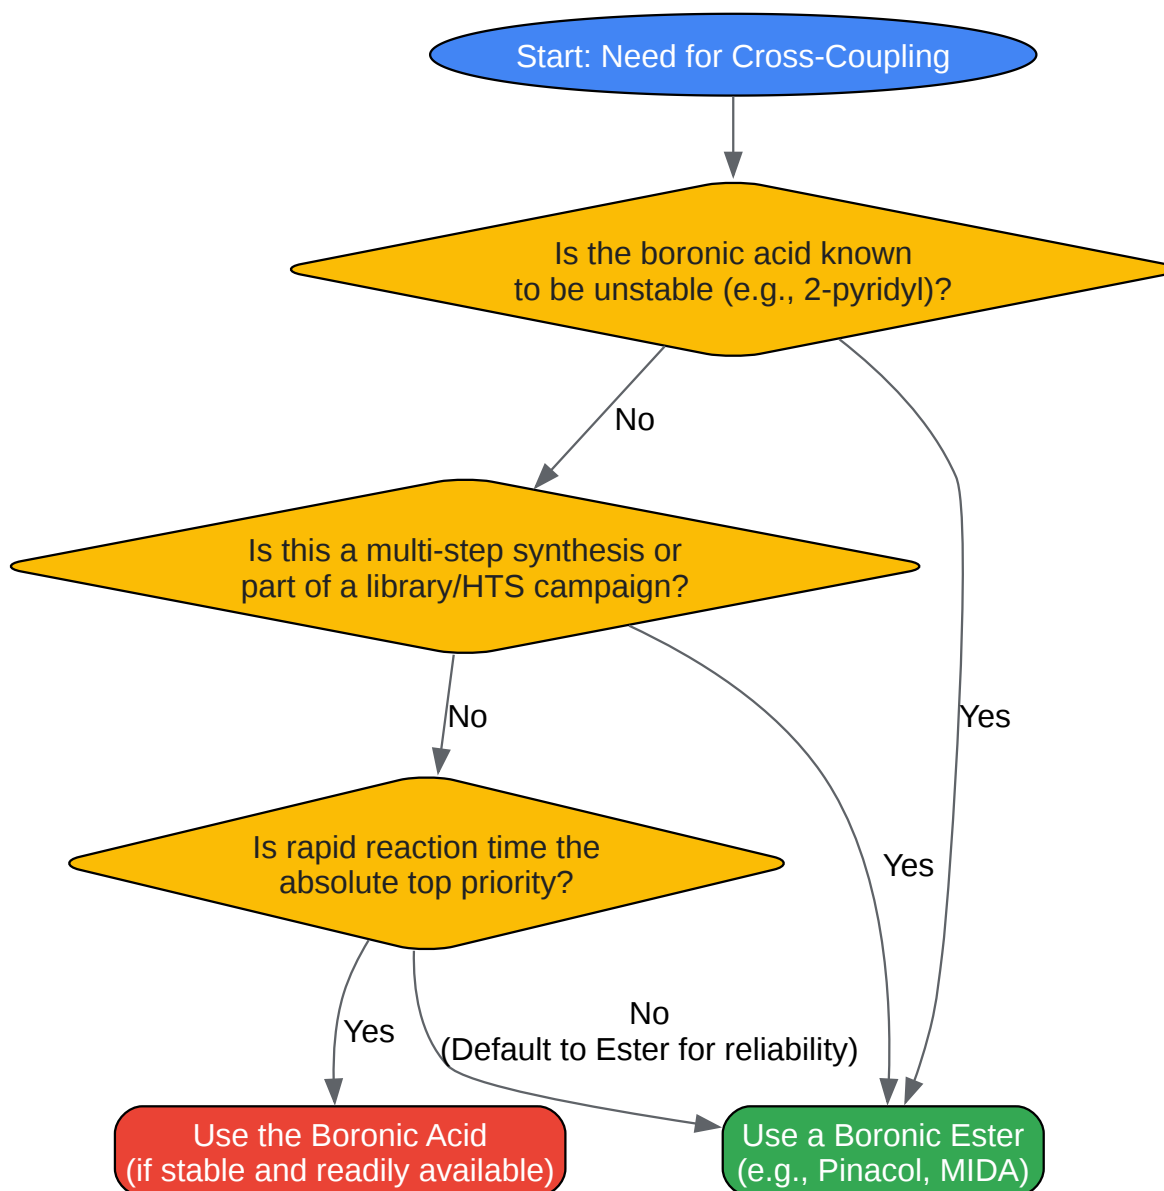 Start: Need for Cross-Coupling
Is the boronic acid known
to be unstable (e.g., 2-pyridyl)?
No
Is this a multi-step synthesis or
part of a library/HTS campaign?
No
Yes
Is rapid reaction time the
absolute top priority?
Yes
No
(Default to Ester for reliability)
Yes
Use the Boronic Acid
(if stable and readily available)
Use a Boronic Ester
(e.g., Pinacol, MIDA)